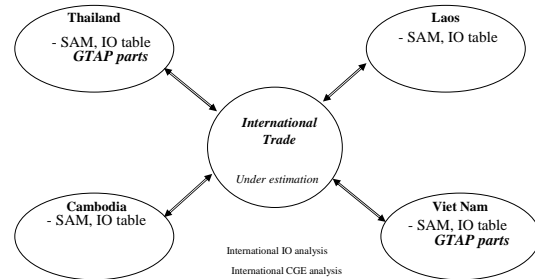 Thailand
- SAM, IO table
GTAP parts
Laos
- SAM, IO table
International
Trade
Under estimation
Cambodia
- SAM, IO table
Viet Nam
- SAM, IO table
GTAP parts
International IO analysis
International CGE analysis